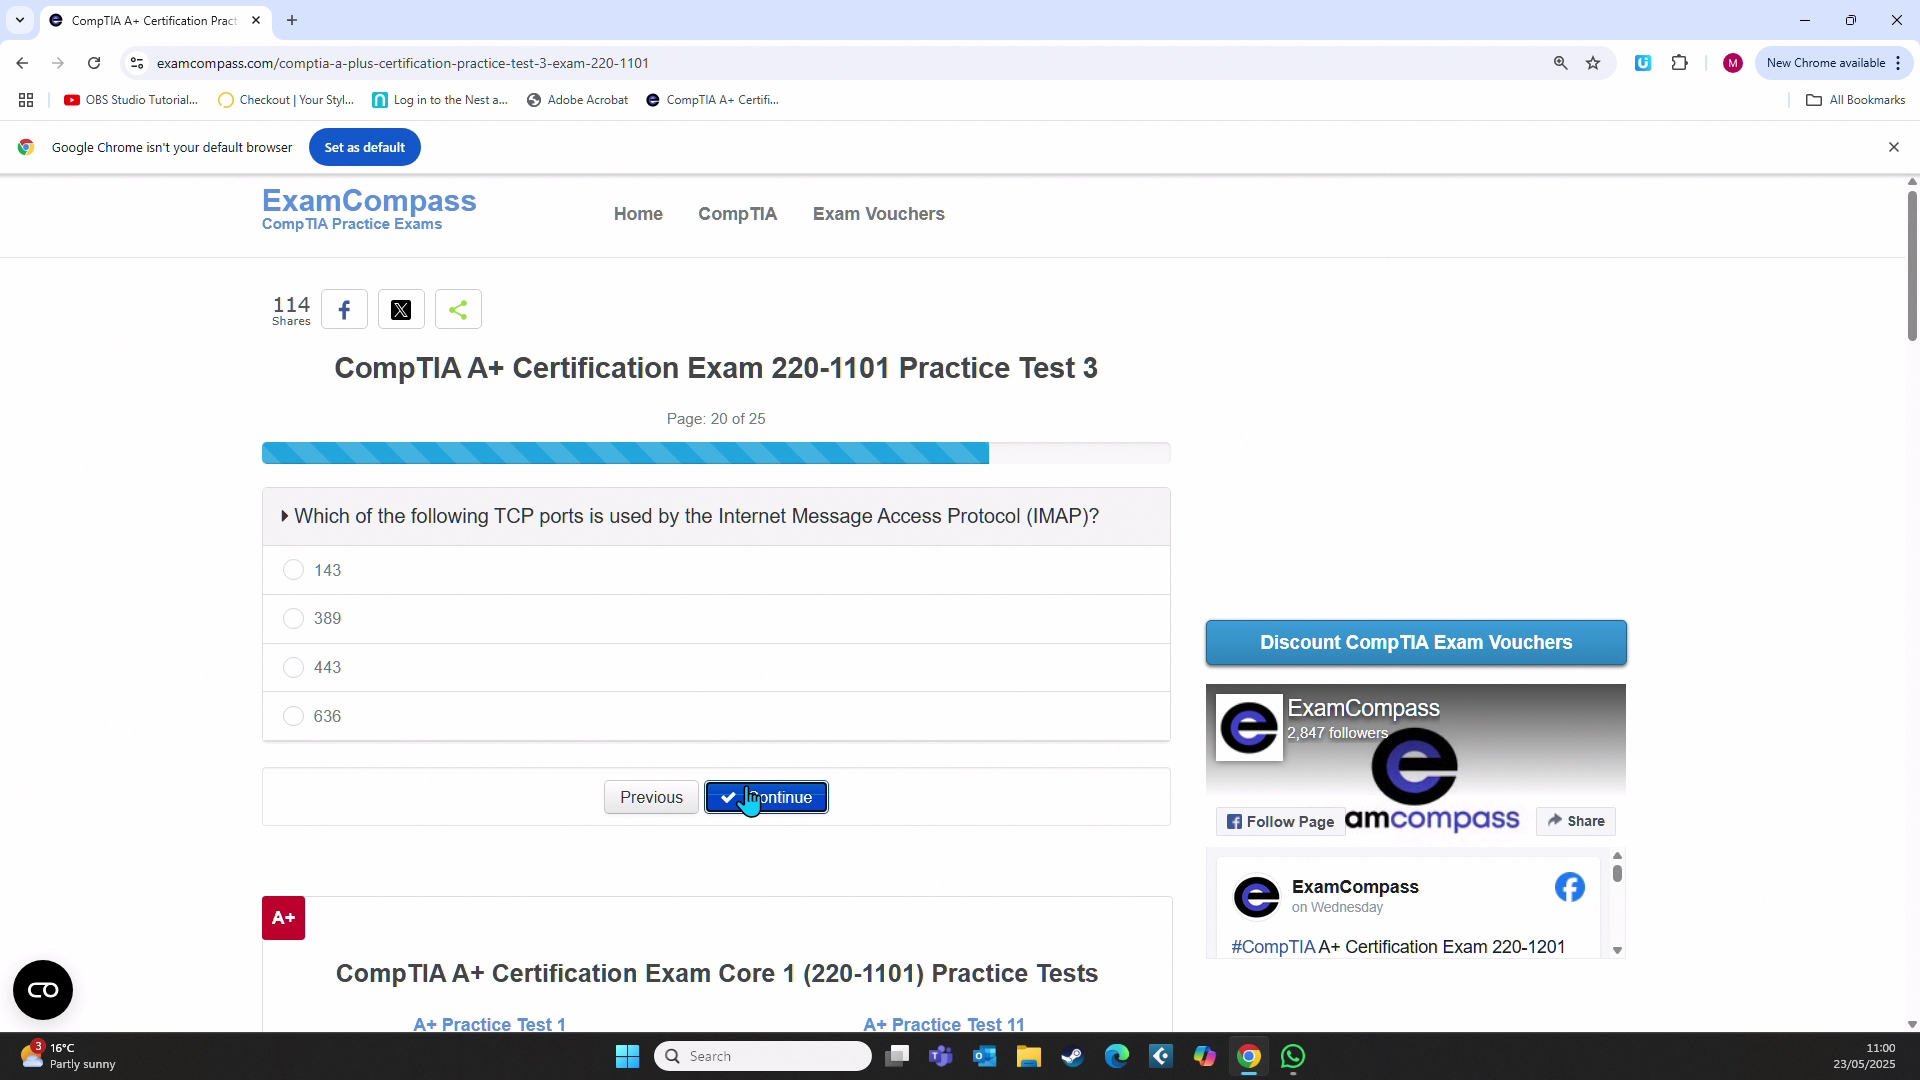 CompTIA A+ Certification Pract
examcompass.com/comptia-a-plus-certification-practice-test-3-exam-220-1101
M
New Chrome available
OBS Studio Tutorial...
Checkout | Your Styl...
Log in to the Nest a...
Adobe Acrobat
CompTIA A+ Certifi...
All Bookmarks
Google Chrome isn't your default browser
Set as default
ExamCompass
CompTIA Practice Exams
Home
CompTIA
Exam Vouchers
114
Shares
CompTIA A+ Certification Exam 220-1101 Practice Test 3
Page: 20 of 25
Which of the following TCP ports is used by the Internet Message Access Protocol (IMAP)?
143
389
443
636
Previous
Continue
Discount CompTIA Exam Vouchers
ExamCompass
2,847 followers
Follow Page
amcompass
Share
ExamCompass
on Wednesday
#CompTIA A+ Certification Exam 220-1201
A+
CompTIA A+ Certification Exam Core 1 (220-1101) Practice Tests
A+ Practice Test 1
A+ Practice Test 11
3
16°C
Partly sunny
Search
11:00
23/05/2025